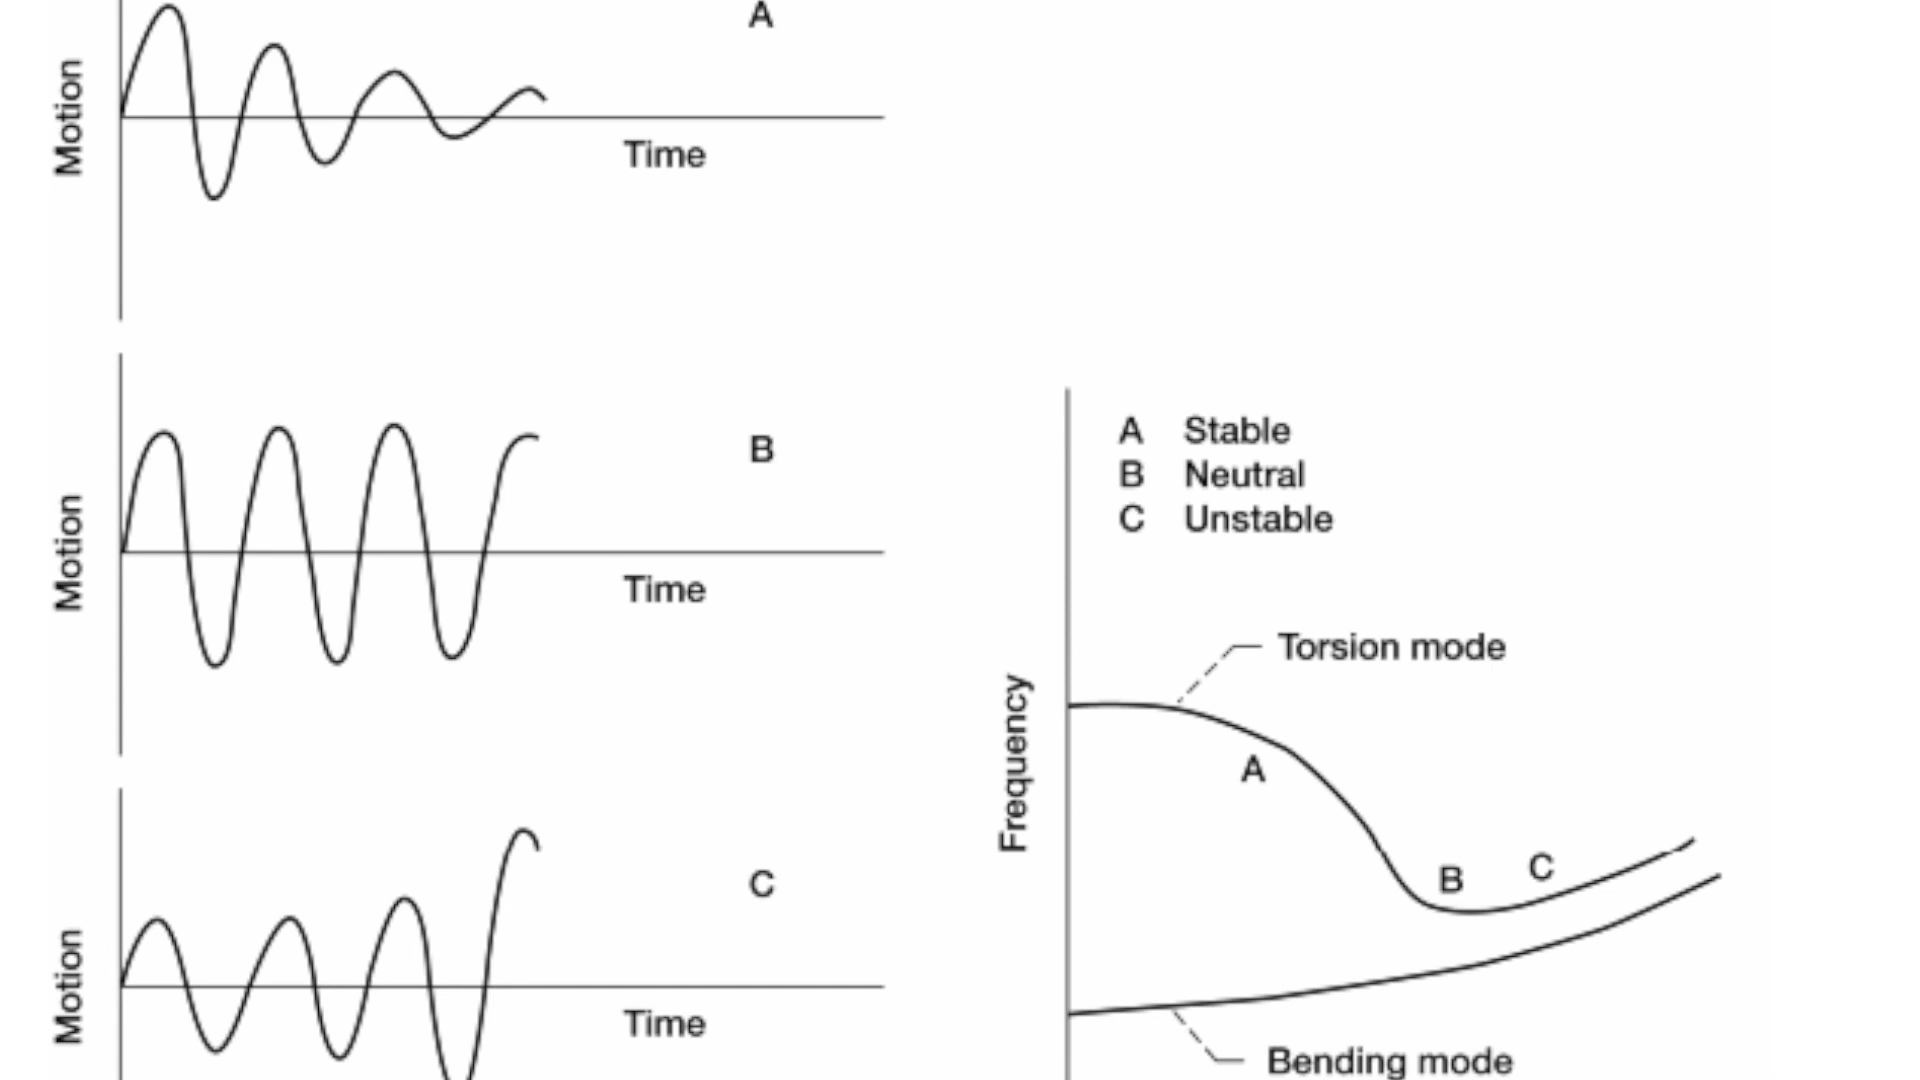 A
Motion
Time
B
Motion
Time
C
Motion
Time
A Stable
B Neutral
C Unstable
Torsion mode
Frequency
A
B
C
Bending mode